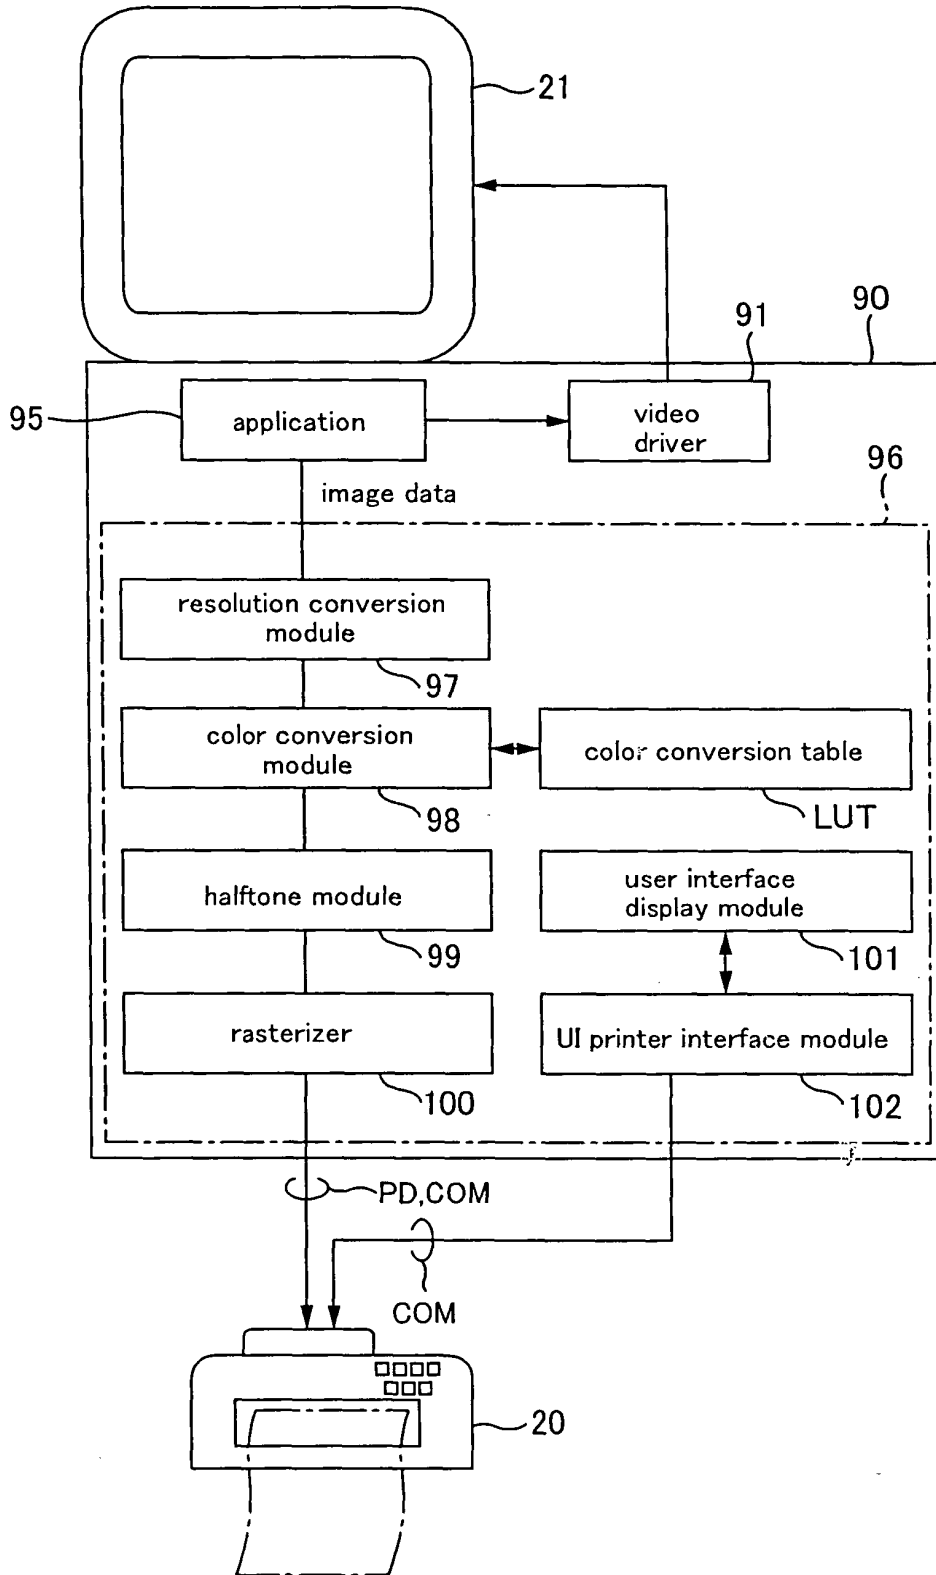 21
90
91
95
application
video
driver
96
image data
resolution conversion
module
97
color conversion
module
98
color conversion table
LUT
halftone module
99
user interface
display module
101
rasterizer
100
UI printer interface module
102
PD,COM
COM
20